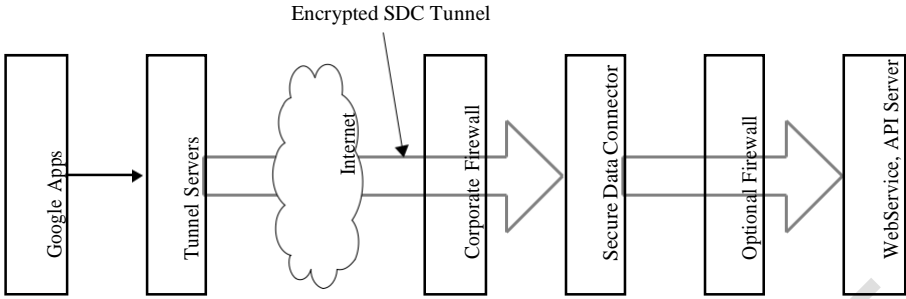 Encrypted SDC Tunnel
Google Apps
Tunnel Servers
Internet
Corporate Firewall
Secure Data Connector
Optional Firewall
WebService, API Server